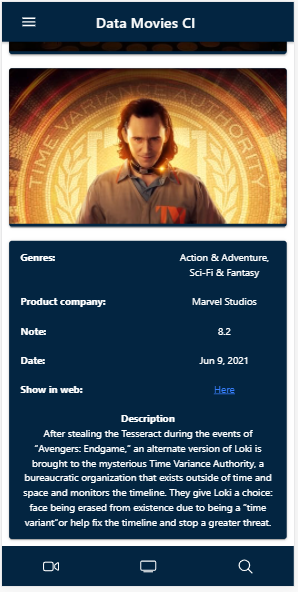 Data Movies CI
TIME VARIANCE AUTHORITY
Genres: Action & Adventure,
Sci-Fi & Fantasy
Product company: Marvel Studios
Note: 8.2
Date: Jun 9, 2021
Show in web: Here
Description
After stealing the Tesseract during the events of
“Avengers: Endgame,” an alternate version of Loki is
brought to the mysterious Time Variance Authority, a
bureaucratic organization that exists outside of time and
space and monitors the timeline. They give Loki a choice:
face being erased from existence due to being a “time
variant”or help fix the timeline and stop a greater threat.